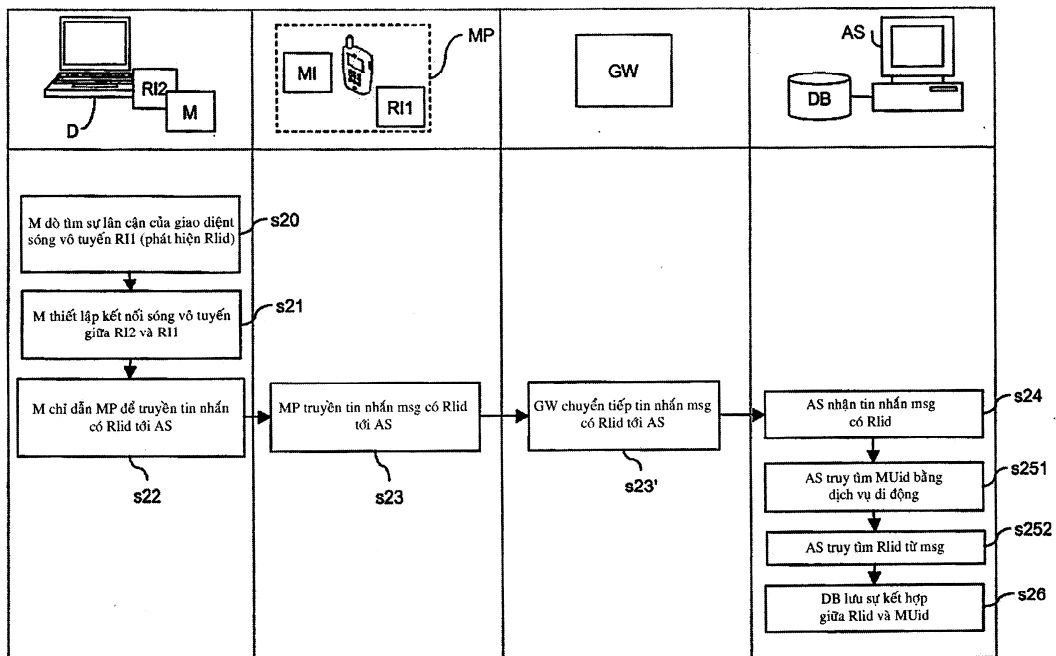 D
RI2
M
MI
RI1
MP
GW
DB
AS
M dò tìm sự lân cận của giao diệnt
sóng vô tuyến RI1 (phát hiện RIid)
s20
M thiết lập kết nối sóng vô tuyến
giữa RI2 và RI1
s21
M chỉ dẫn MP để truyền tin nhắn
có RIid tới AS
s22
MP truyền tin nhắn msg có RIid
tới AS
s23
GW chuyển tiếp tin nhắn msg
có RIid tới AS
s23'
AS nhận tin nhắn msg
có RIid
s24
AS truy tìm MUid bằng
dịch vụ di động
s251
AS truy tìm RIid từ msg
s252
DB lưu sự kết hợp
giữa RIid và MUid
s26